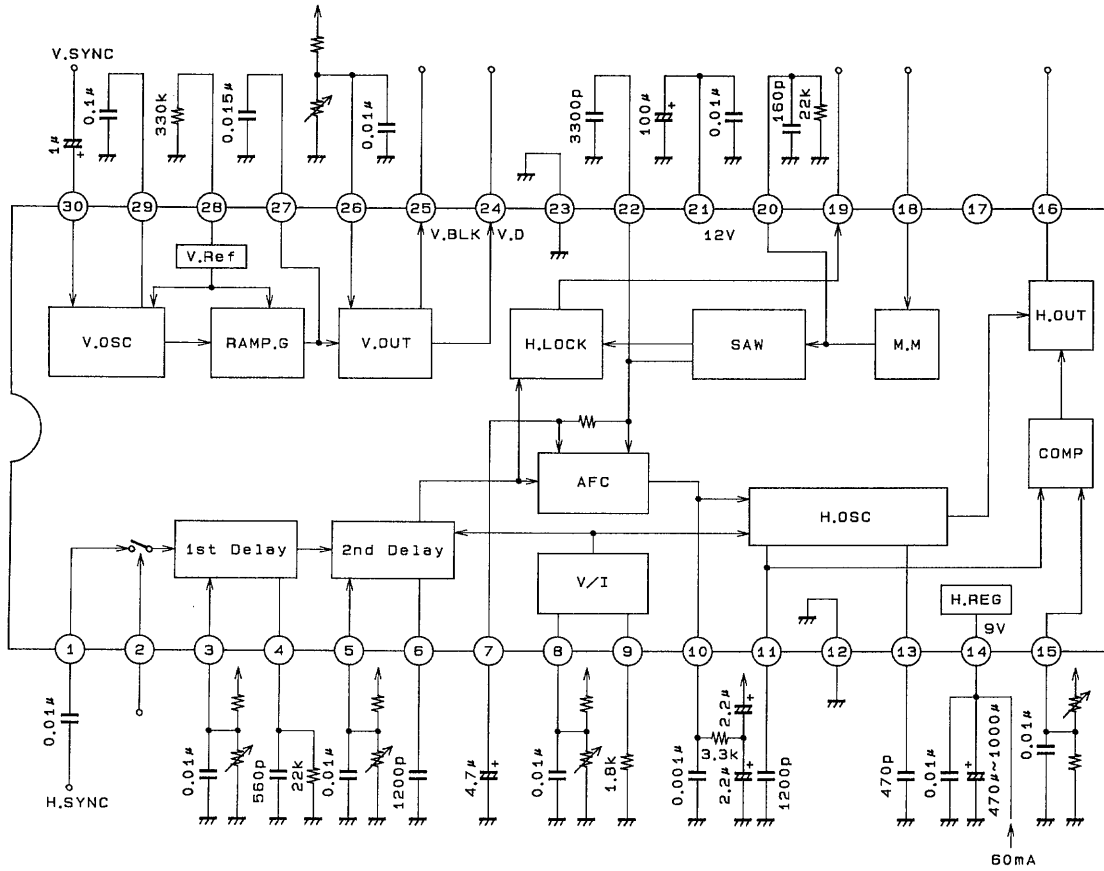 V.SYNC
1μ
+
0.1μ
330k
0.015μ
0.01μ
3300p
100μ
+
0.01μ
160p
22k
30
29
28
27
26
25
24
23
22
21
20
19
18
17
16
V.BLK
V.D
12V
V.Ref
V.OSC
RAMP.G
V.OUT
H.LOCK
SAW
M.M
H.OUT
COMP
AFC
H.OSC
1st Delay
2nd Delay
V/I
H.REG
9V
1
2
3
4
5
6
7
8
9
10
11
12
13
14
15
0.01μ
H.SYNC
0.01μ
560p
22k
0.01μ
1200p
4.7μ
+
0.01μ
1.8k
0.001μ
3.3k
2.2μ
+
2.2μ
+
1200p
470p
0.01μ
+
470μ~1000μ
60mA
0.01μ